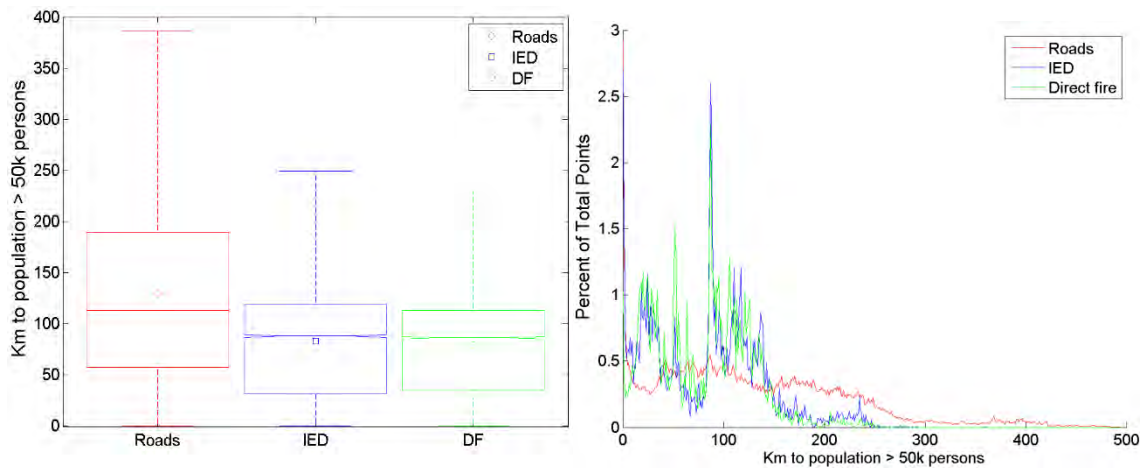 400
350
300
250
200
150
100
50
0
Km to population > 50k persons
Roads
IED
DF
Roads
IED
DF
3
2.5
2
1.5
1
0.5
0
Percent of Total Points
Roads
IED
Direct fire
0
100
200
300
400
500
Km to population > 50k persons